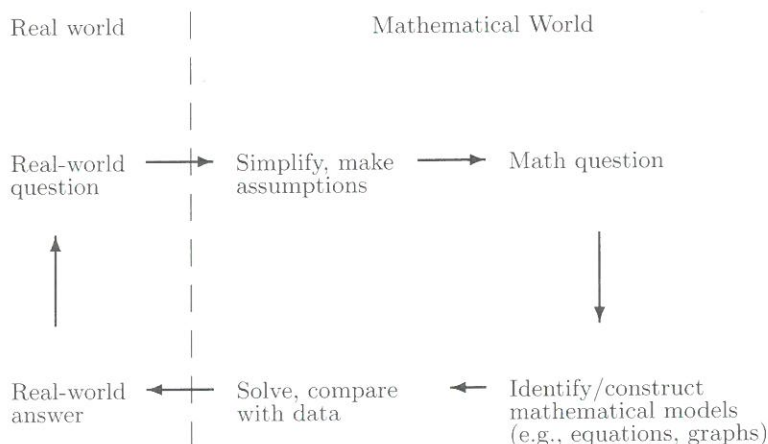 Real world
Mathematical World
Real-world
question
Simplify, make
assumptions
Math question
Real-world
answer
Solve, compare
with data
Identify/construct
mathematical models
(e.g., equations, graphs)